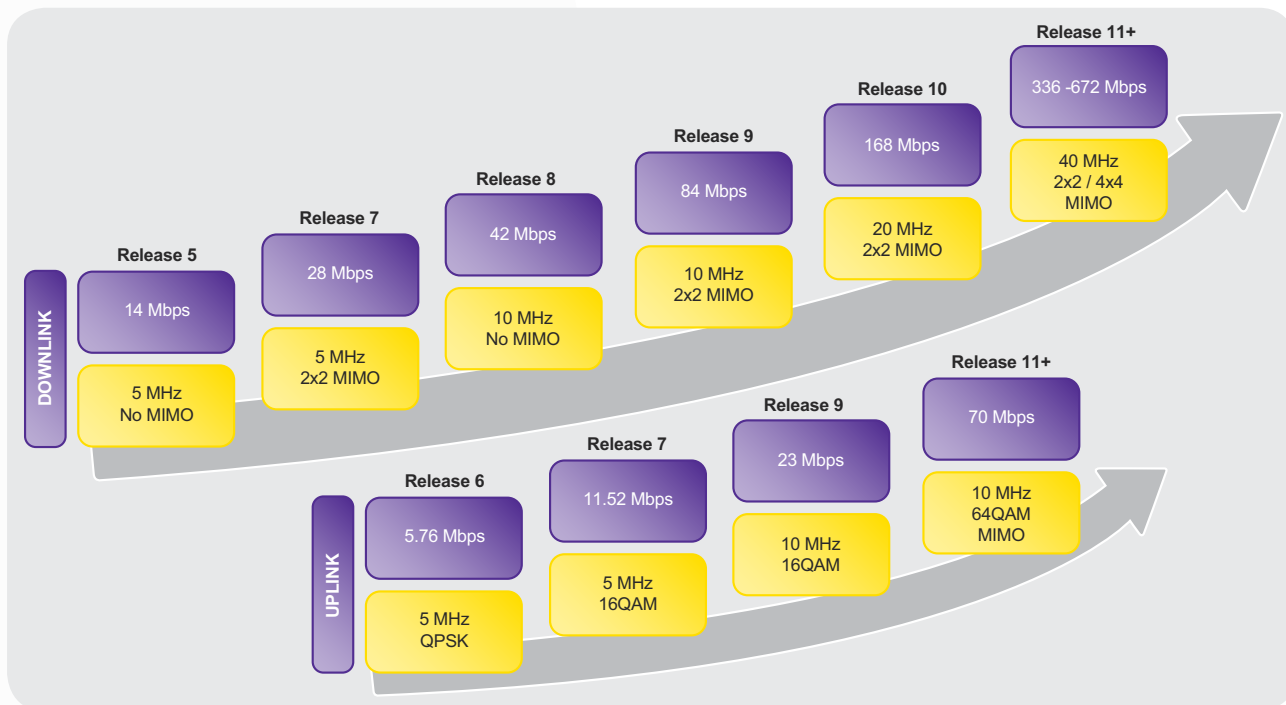 DOWNLINK
Release 5
14 Mbps
5 MHz
No MIMO
Release 7
28 Mbps
5 MHz
2x2 MIMO
Release 8
42 Mbps
10 MHz
No MIMO
Release 9
84 Mbps
10 MHz
2x2 MIMO
Release 10
168 Mbps
20 MHz
2x2 MIMO
Release 11+
336 -672 Mbps
40 MHz
2x2 / 4x4
MIMO
UPLINK
Release 6
5.76 Mbps
5 MHz
QPSK
Release 7
11.52 Mbps
5 MHz
16QAM
Release 9
23 Mbps
10 MHz
16QAM
Release 11+
70 Mbps
10 MHz
64QAM
MIMO